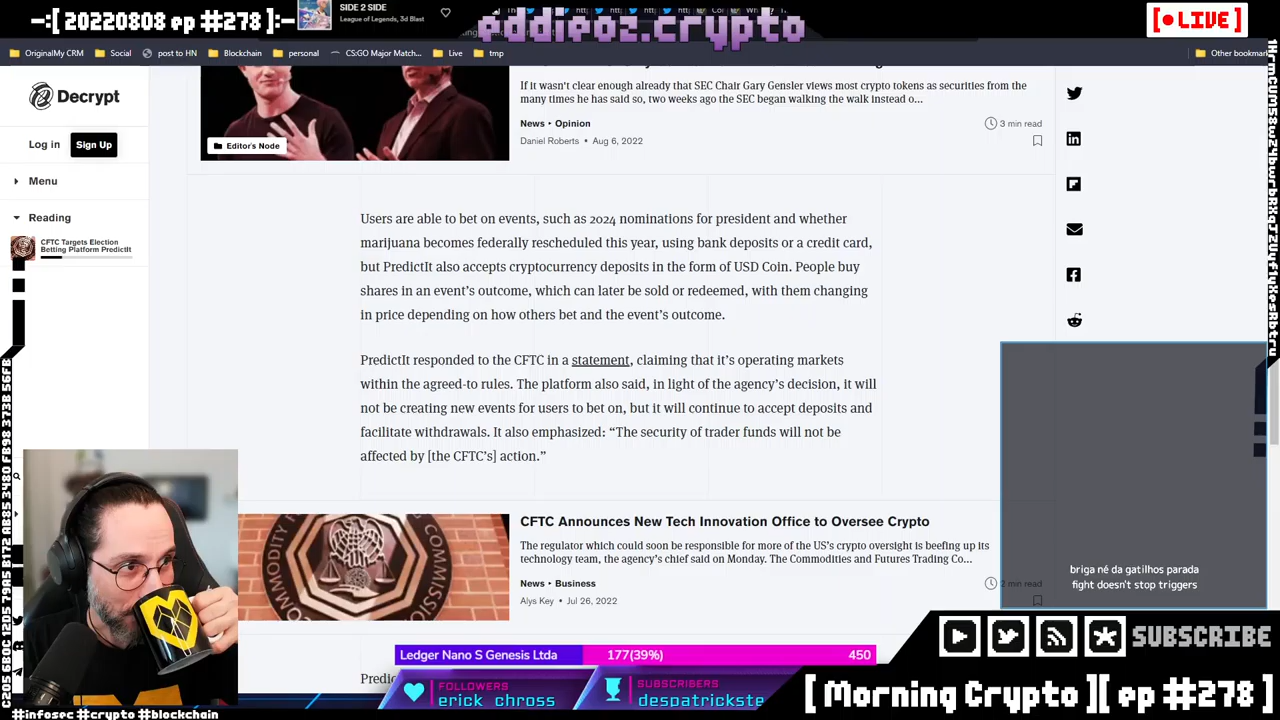 -:[ 20220808 ep #278 ]:-
SIDE 2 SIDE
League of Legends, 3d Blast
eddieoz.crypto
[● LIVE]
OriginalMy CRM
Social
post to HN
Blockchain
personal
CS:GO Major Match...
Live
tmp
Other bookmar
Decrypt
Log in
Sign Up
Menu
Reading
CFTC Targets Election
Betting Platform PredictIt
Editor's Node
If it wasn't clear enough already that SEC Chair Gary Gensler views most crypto tokens as securities from the
many times he has said so, two weeks ago the SEC began walking the walk instead o...
News • Opinion
3 min read
Daniel Roberts • Aug 6, 2022
Users are able to bet on events, such as 2024 nominations for president and whether
marijuana becomes federally rescheduled this year, using bank deposits or a credit card,
but PredictIt also accepts cryptocurrency deposits in the form of USD Coin. People buy
shares in an event's outcome, which can later be sold or redeemed, with them changing
in price depending on how others bet and the event's outcome.
PredictIt responded to the CFTC in a statement, claiming that it's operating markets
within the agreed-to rules. The platform also said, in light of the agency's decision, it will
not be creating new events for users to bet on, but it will continue to accept deposits and
facilitate withdrawals. It also emphasized: “The security of trader funds will not be
affected by [the CFTC's] action.”
CFTC Announces New Tech Innovation Office to Oversee Crypto
The regulator which could soon be responsible for more of the US's crypto oversight is beefing up its
technology team, the agency's chief said on Monday. The Commodities and Futures Trading Co...
News • Business
2 min read
Alys Key • Jul 26, 2022
COMMODITY
briga né da gatilhos parada
fight doesn't stop triggers
SUBSCRIBE
Ledger Nano S Genesis Ltda
177(39%)
450
FOLLOWERS
erick_chross
SUBSCRIBERS
despatrickste
[ Morning Crypto ][ ep #278 ]
#infosec #crypto #blockchain